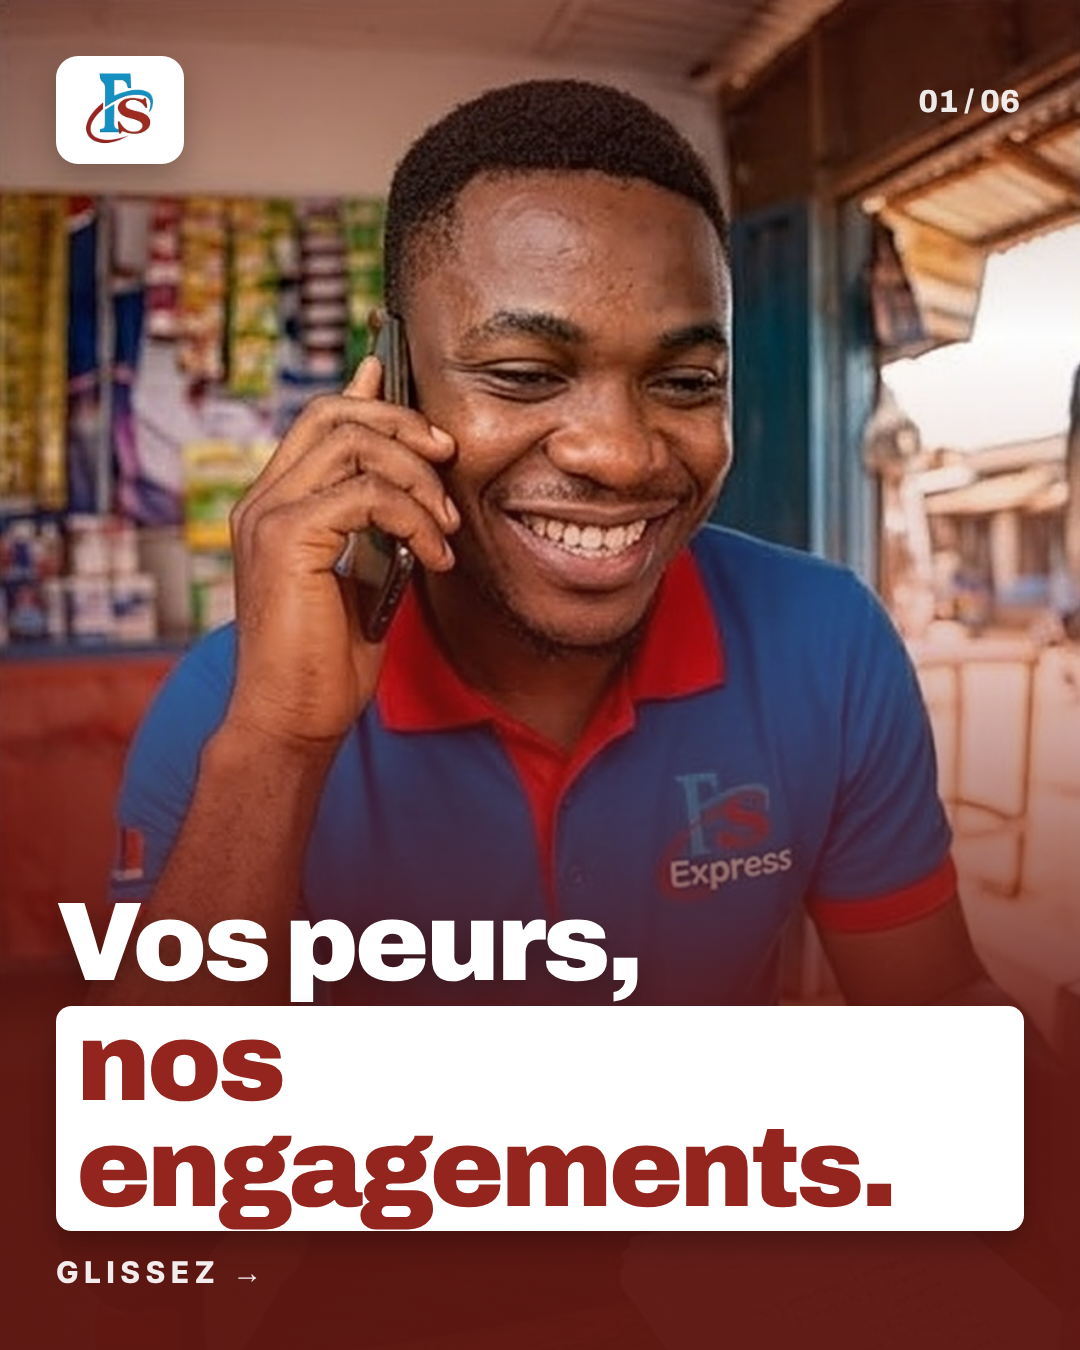 FS
01/06
FS
Express
Vos peurs,
nos
engagements.
GLISSEZ →